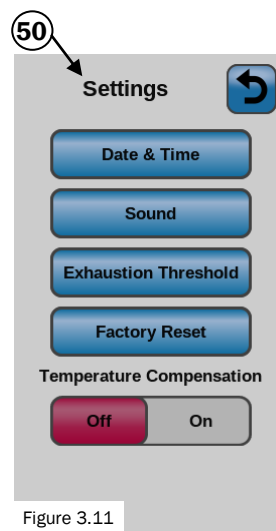 50
Settings
Date & Time
Sound
Exhaustion Threshold
Factory Reset
Temperature Compensation
Off On
Figure 3.11